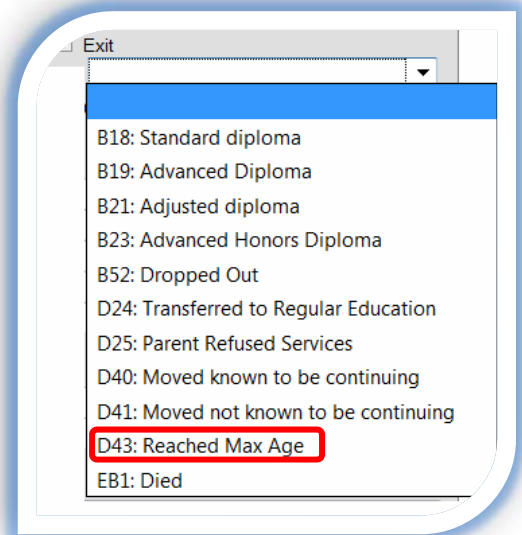 Exit
B18: Standard diploma
B19: Advanced Diploma
B21: Adjusted diploma
B23: Advanced Honors Diploma
B52: Dropped Out
D24: Transferred to Regular Education
D25: Parent Refused Services
D40: Moved known to be continuing
D41: Moved not known to be continuing
D43: Reached Max Age
EB1: Died